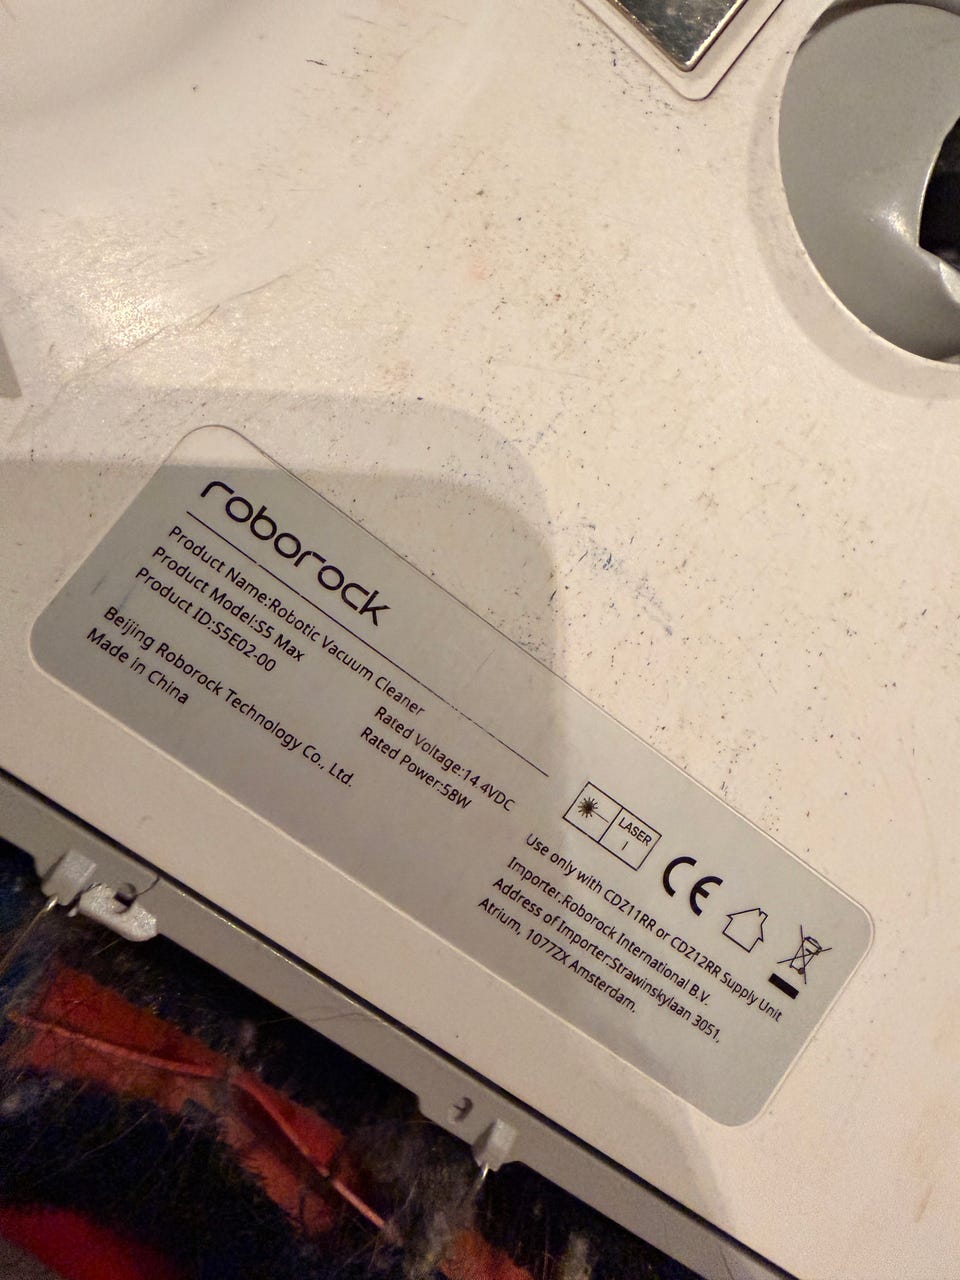 roborock
Product Name:Robotic Vacuum Cleaner
Product Model:S5 Max
Rated Voltage:14.4VDC
Product ID:S5E02-00
Rated Power:58W
Beijing Roborock Technology Co., Ltd.
Made in China
LASER
1
CE
Use only with CDZ11RR or CDZ12RR Supply Unit
Importer:Roborock International B.V.
Address of Importer:Strawinskylaan 3051,
Atrium, 1077ZX Amsterdam.